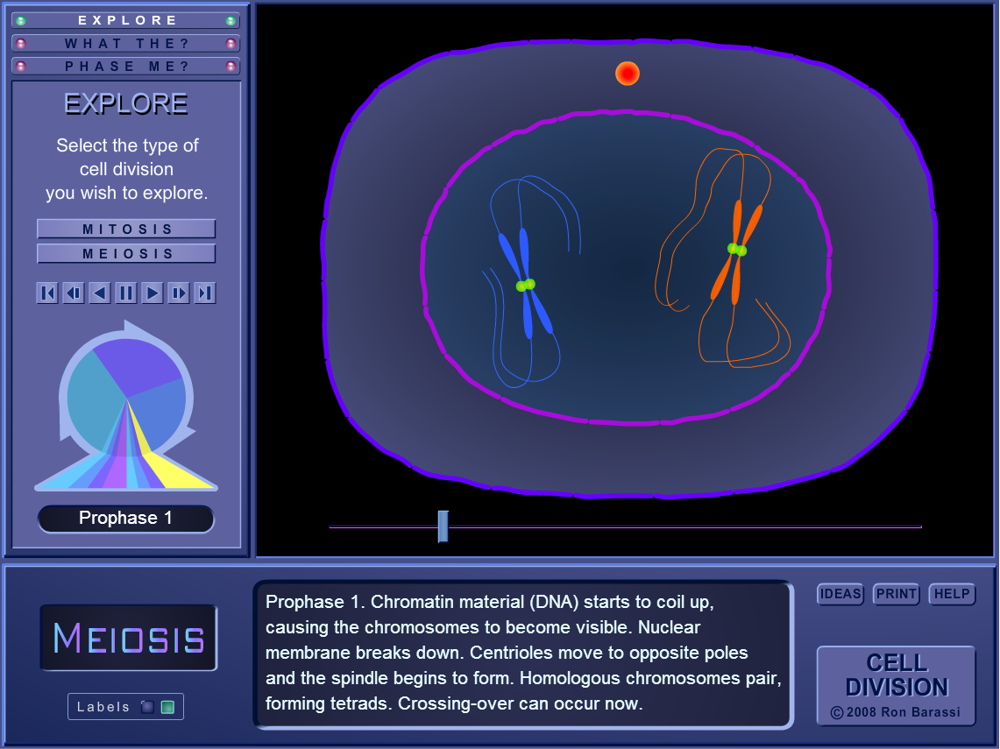 EXPLORE
WHAT THE?
PHASE ME?
EXPLORE
Select the type of
cell division
you wish to explore.
MITOSIS
MEIOSIS
Prophase 1
MEIOSIS
Labels
Prophase 1. Chromatin material (DNA) starts to coil up,
causing the chromosomes to become visible. Nuclear
membrane breaks down. Centrioles move to opposite poles
and the spindle begins to form. Homologous chromosomes pair,
forming tetrads. Crossing-over can occur now.
IDEAS PRINT HELP
CELL
DIVISION
© 2008 Ron Barassi